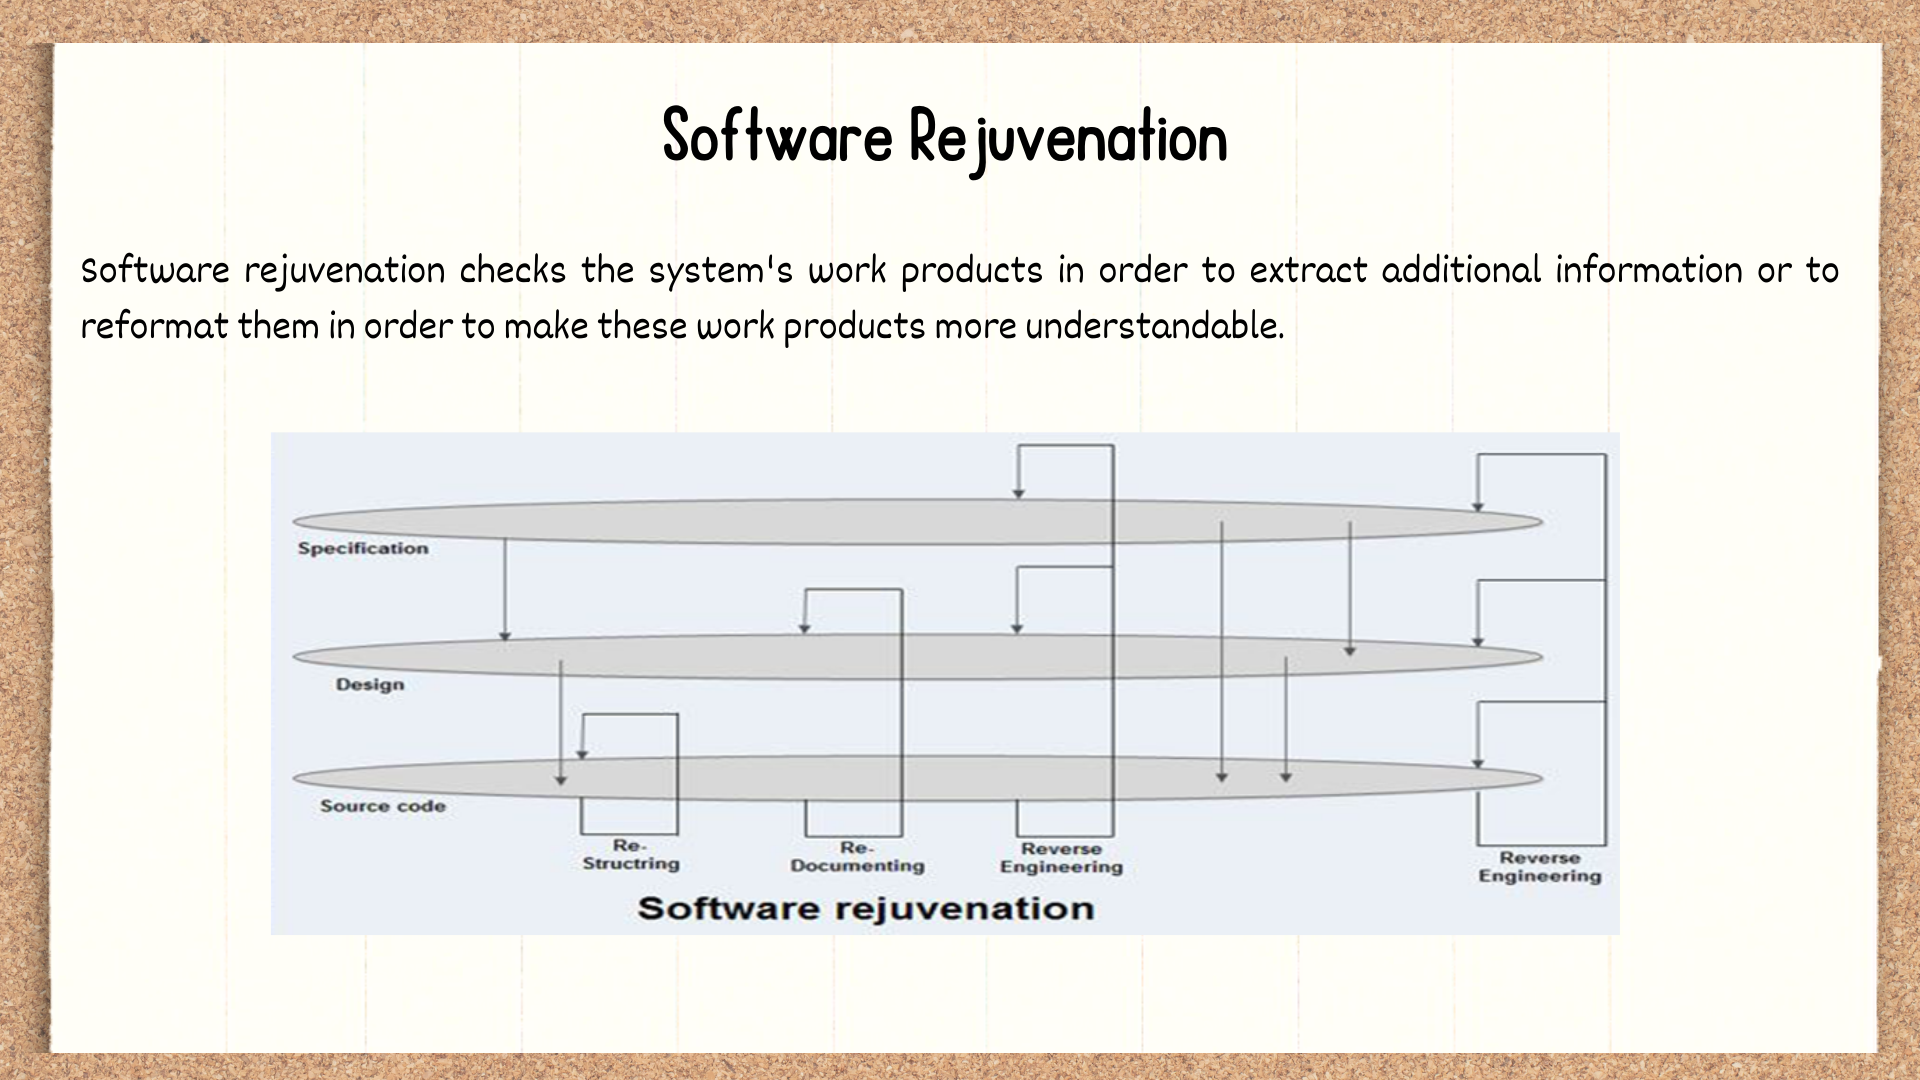 Software Rejuvenation
Software rejuvenation checks the system's work products in order to extract additional information or to
reformat them in order to make these work products more understandable.
Specification
Design
Source code
Re-
Structring
Re-
Documenting
Reverse
Engineering
Reverse
Engineering
Software rejuvenation